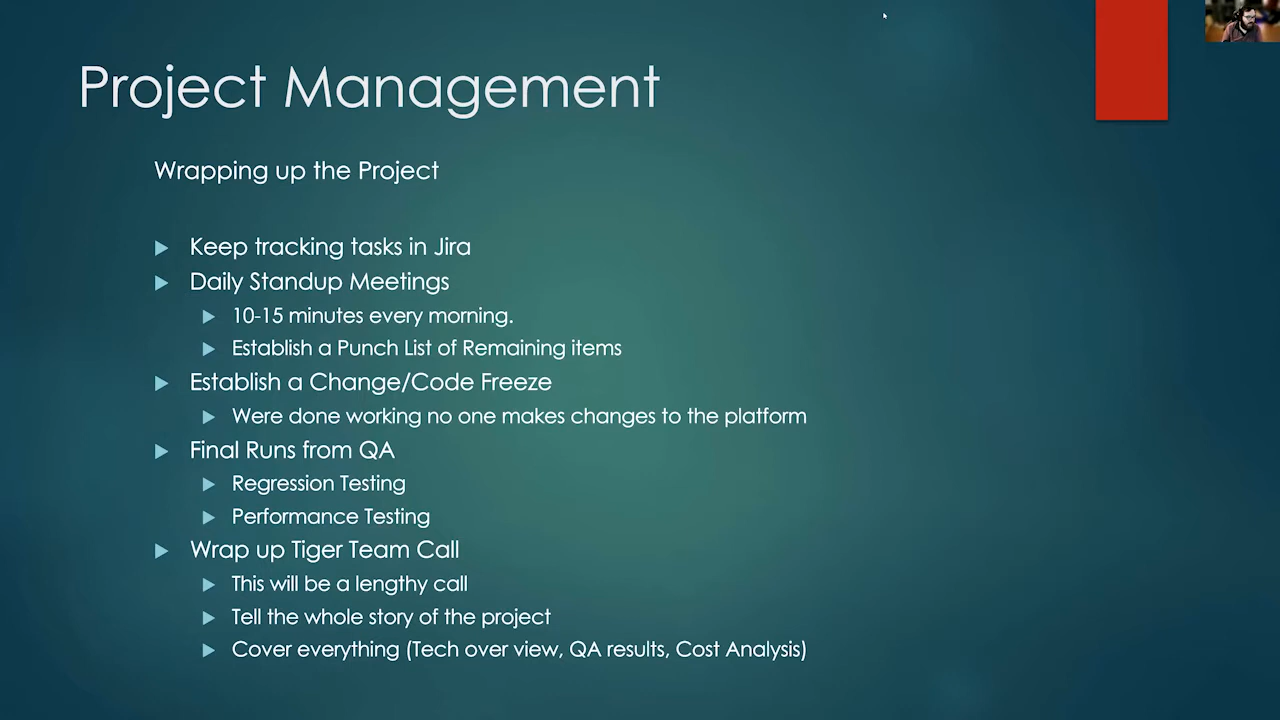 Project Management
Wrapping up the Project
Keep tracking tasks in Jira
Daily Standup Meetings
10-15 minutes every morning.
Establish a Punch List of Remaining items
Establish a Change/Code Freeze
Were done working no one makes changes to the platform
Final Runs from QA
Regression Testing
Performance Testing
Wrap up Tiger Team Call
This will be a lengthy call
Tell the whole story of the project
Cover everything (Tech over view, QA results, Cost Analysis)